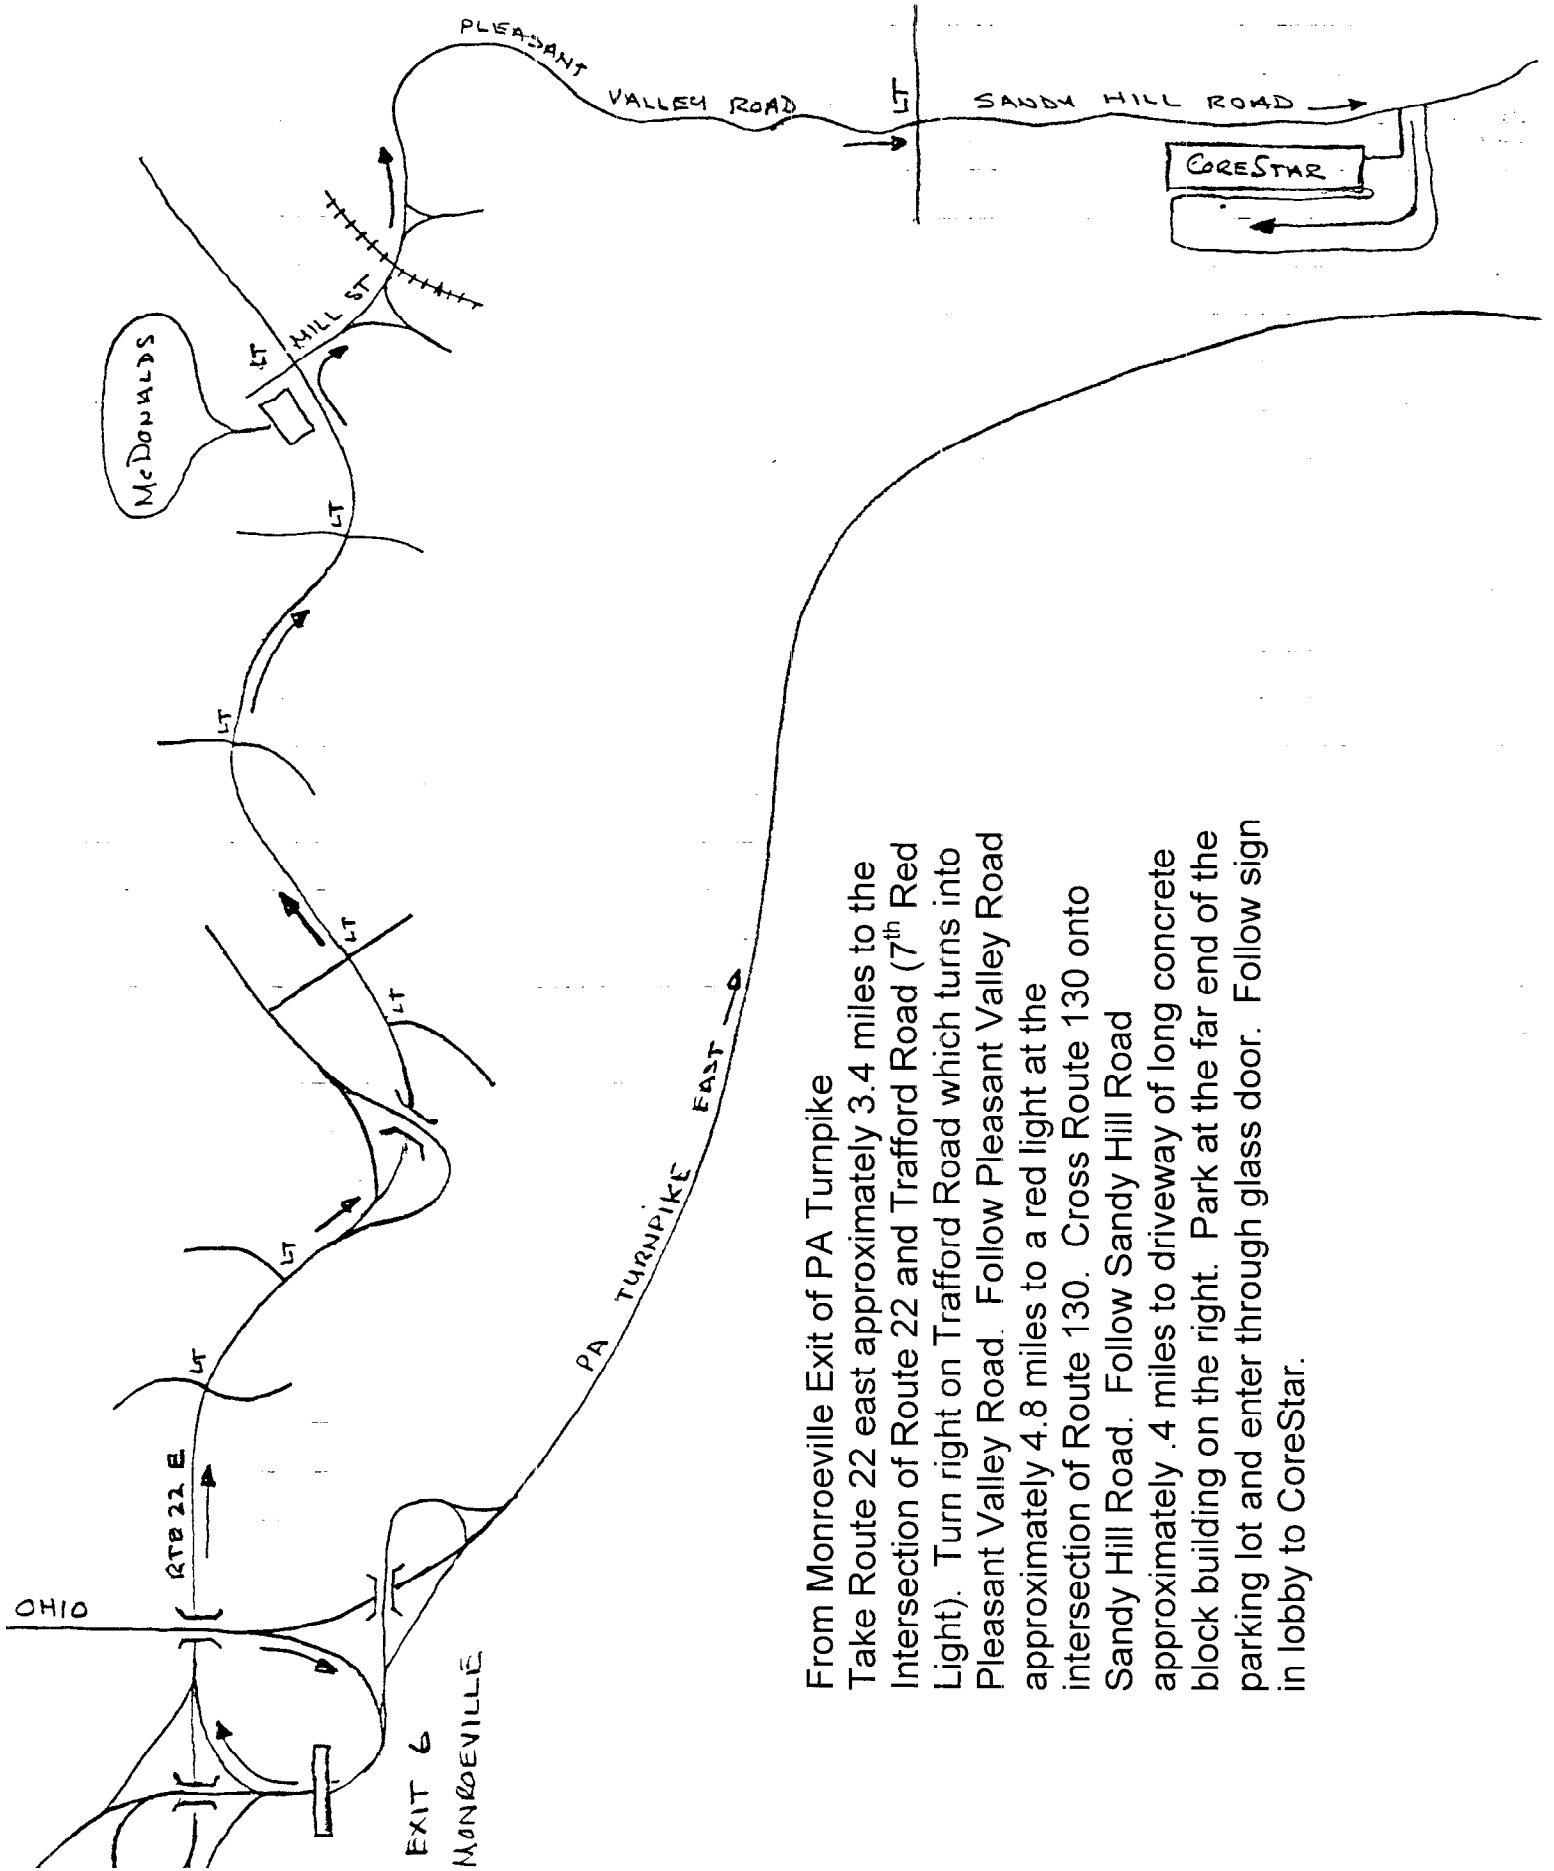 OHIO
RTE 22 E
LT
LT
LT
LT
LT
LT
LT
McDONALDS
MILL ST
PLEASANT
VALLEY ROAD
LT
SANDY HILL ROAD
CORESTAR
EXIT 6
MONROEVILLE
PA TURNPIKE EAST
From Monroeville Exit of PA Turnpike
Take Route 22 east approximately 3.4 miles to the
Intersection of Route 22 and Trafford Road (7th Red
Light). Turn right on Trafford Road which turns into
Pleasant Valley Road. Follow Pleasant Valley Road
approximately 4.8 miles to a red light at the
intersection of Route 130. Cross Route 130 onto
Sandy Hill Road. Follow Sandy Hill Road
approximately .4 miles to driveway of long concrete
block building on the right. Park at the far end of the
parking lot and enter through glass door. Follow sign
in lobby to CoreStar.